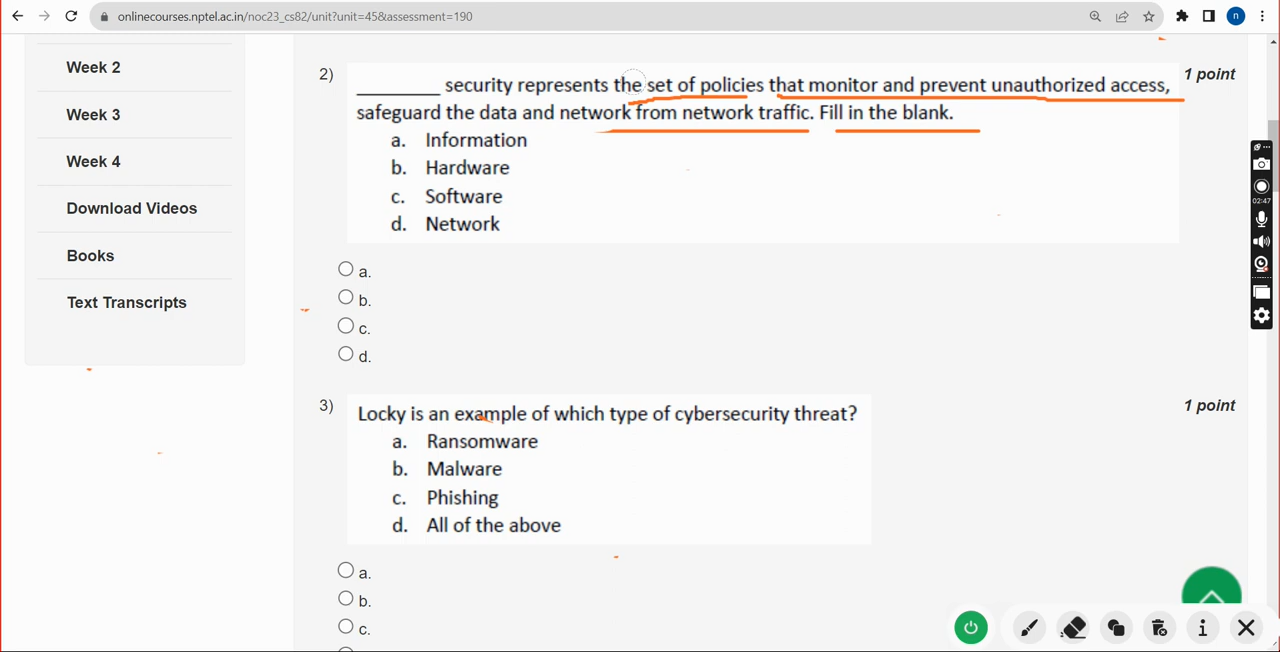 onlinecourses.nptel.ac.in/noc23_cs82/unit?unit=45&assessment=190
n
Week 2
Week 3
Week 4
Download Videos
Books
Text Transcripts
2)
________ security represents the set of policies that monitor and prevent unauthorized access,
1 point
safeguard the data and network from network traffic. Fill in the blank.
a. Information
b. Hardware
c. Software
d. Network
a.
b.
c.
d.
3)
Locky is an example of which type of cybersecurity threat?
1 point
a. Ransomware
b. Malware
c. Phishing
d. All of the above
a.
b.
c.
02:47